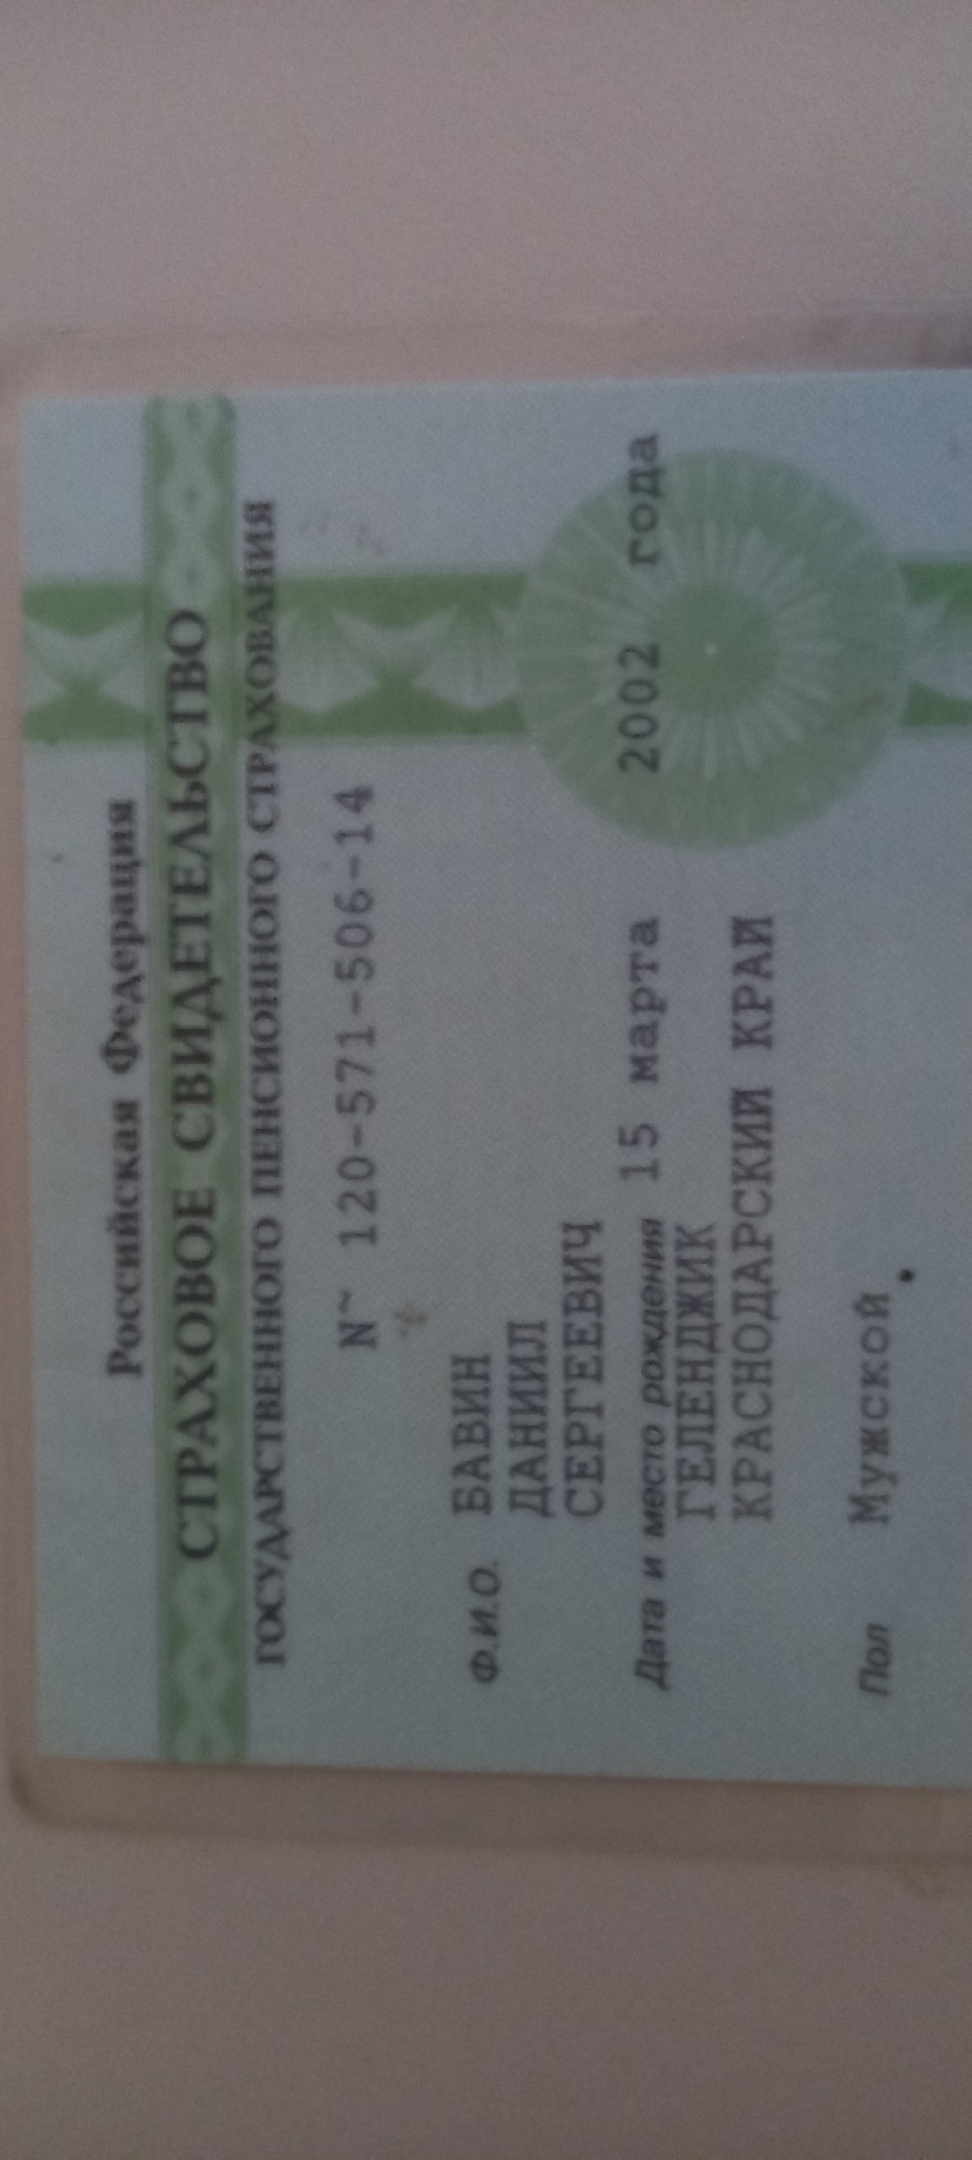 Российская Федерация
СТРАХОВОЕ СВИДЕТЕЛЬСТВО
ГОСУДАРСТВЕННОГО ПЕНСИОННОГО СТРАХОВАНИЯ
N~ 120-571-506-14
Ф.И.О. БАВИН
ДАНИИЛ
СЕРГЕЕВИЧ
Дата и место рождения 15 марта 2002 года
ГЕЛЕНДЖИК
КРАСНОДАРСКИЙ КРАЙ
Пол Мужской